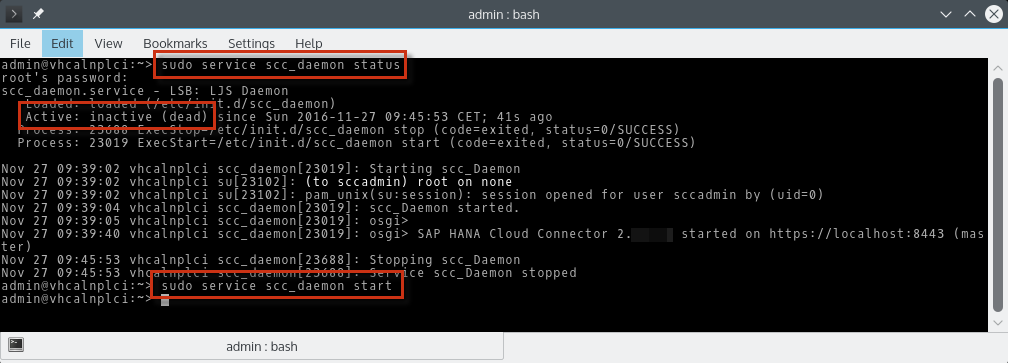 admin : bash
File Edit View Bookmarks Settings Help
admin@vhcalnplci:~> sudo service scc_daemon status
root's password:
scc_daemon.service - LSB: LJS Daemon
Loaded: loaded (/etc/init.d/scc_daemon)
Active: inactive (dead) since Sun 2016-11-27 09:45:53 CET; 41s ago
Process: 23688 ExecStop=/etc/init.d/scc_daemon stop (code=exited, status=0/SUCCESS)
Process: 23019 ExecStart=/etc/init.d/scc_daemon start (code=exited, status=0/SUCCESS)
Nov 27 09:39:02 vhcalnplci scc_daemon[23019]: Starting scc_Daemon
Nov 27 09:39:02 vhcalnplci su[23102]: (to sccadmin) root on none
Nov 27 09:39:02 vhcalnplci su[23102]: pam_unix(su:session): session opened for user sccadmin by (uid=0)
Nov 27 09:39:04 vhcalnplci scc_daemon[23019]: scc_Daemon started.
Nov 27 09:39:05 vhcalnplci scc_daemon[23019]: osgi>
Nov 27 09:39:40 vhcalnplci scc_daemon[23019]: osgi> SAP HANA Cloud Connector 2. started on https://localhost:8443 (mas
ter)
Nov 27 09:45:53 vhcalnplci scc_daemon[23688]: Stopping scc_Daemon
Nov 27 09:45:53 vhcalnplci scc_daemon[23688]: Service scc_Daemon stopped
admin@vhcalnplci:~> sudo service scc_daemon start
admin@vhcalnplci:~>
admin : bash